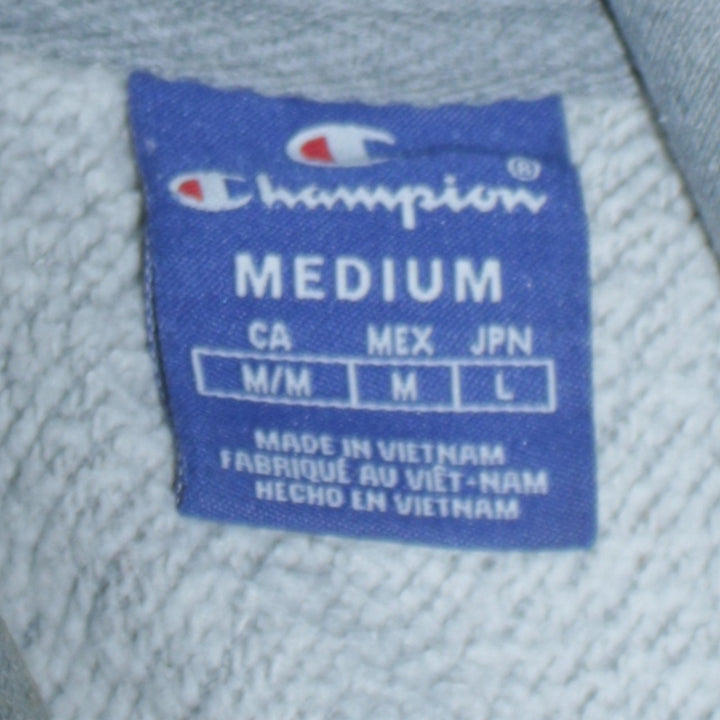 Champion®
MEDIUM
CA MEX JPN
M/M M L
MADE IN VIETNAM
FABRIQUÉ AU VIÊT-NAM
HECHO EN VIETNAM